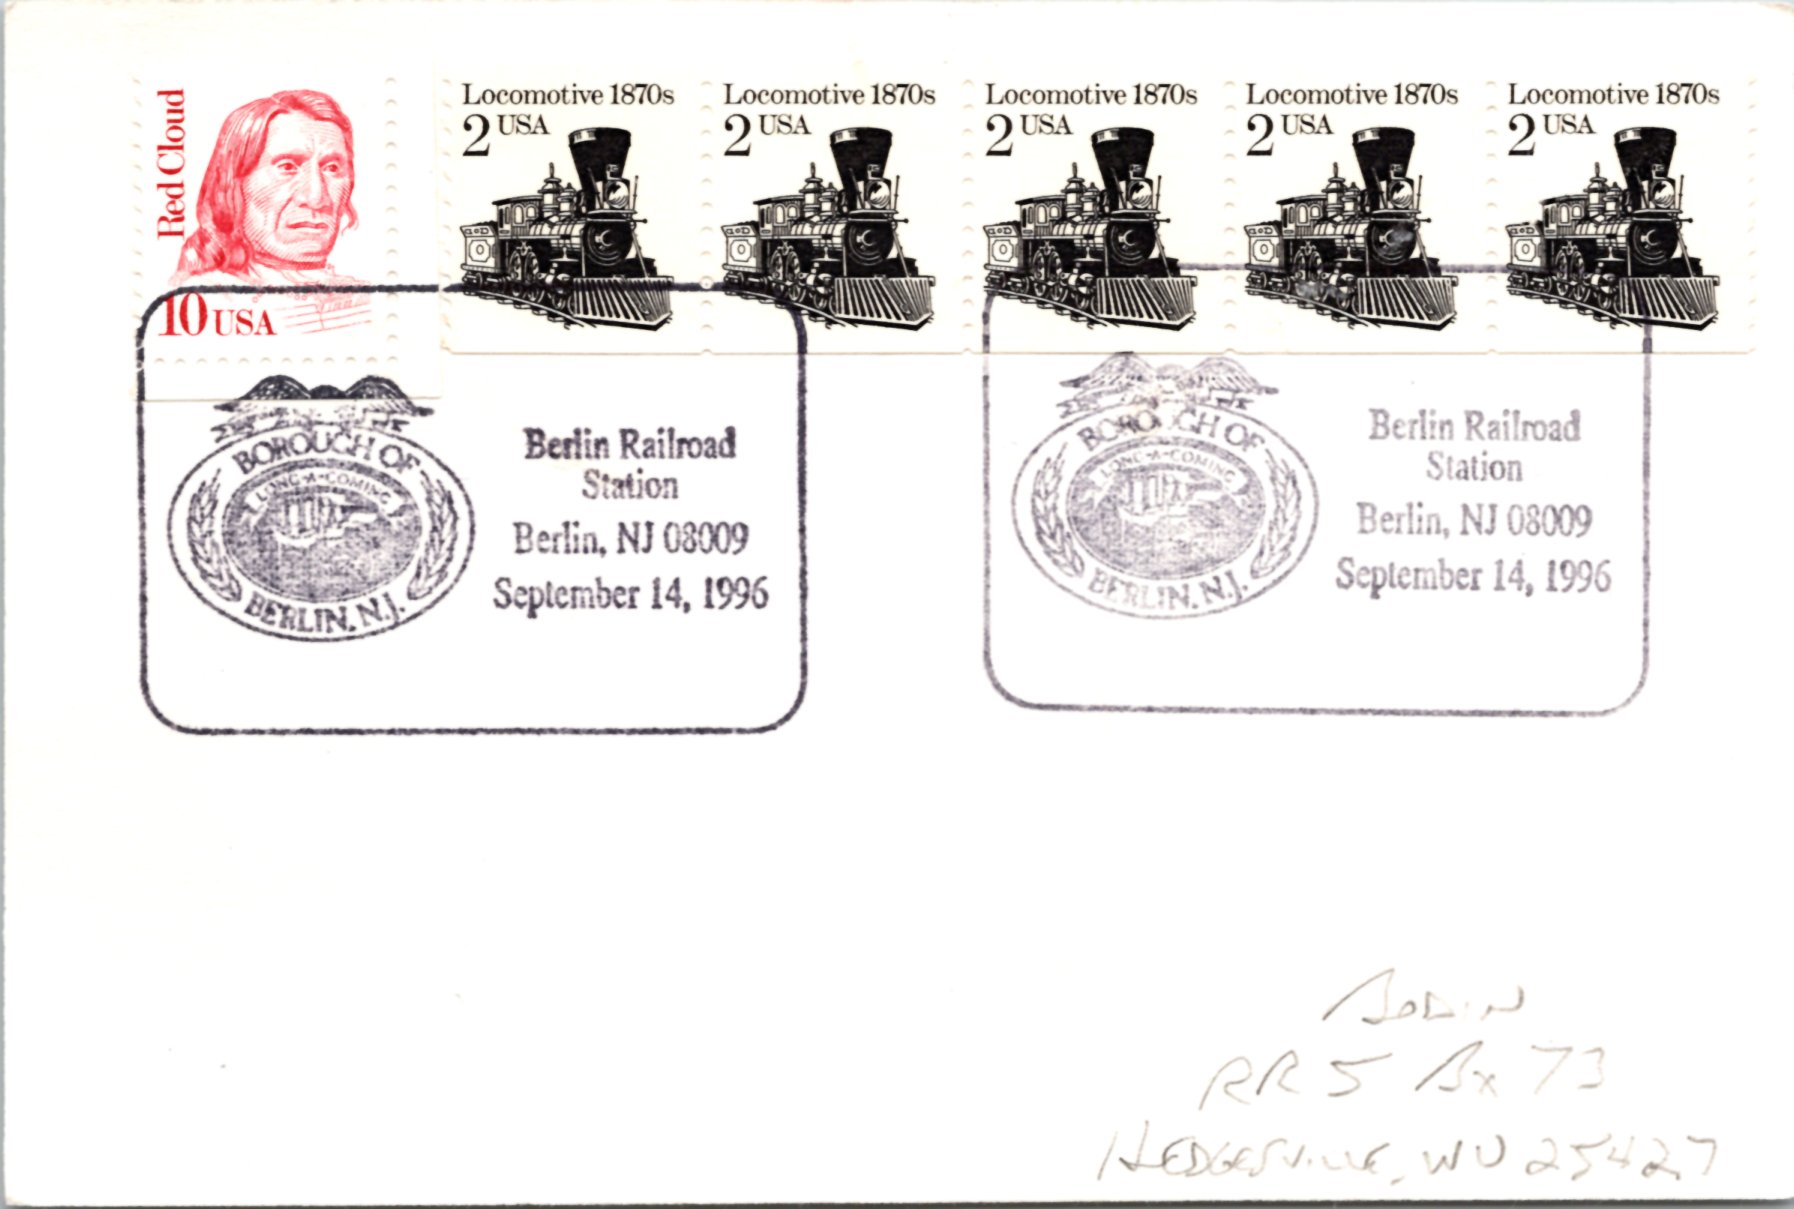 Red Cloud
10 USA
Locomotive 1870s
2 USA
Locomotive 1870s
2 USA
Locomotive 1870s
2 USA
Locomotive 1870s
2 USA
Locomotive 1870s
2 USA
BOROUGH OF
LONG-A-COMING
BERLIN, N.J.
Berlin Railroad
Station
Berlin, NJ 08009
September 14, 1996
BOROUGH OF
LONG-A-COMING
BERLIN, N.J.
Berlin Railroad
Station
Berlin, NJ 08009
September 14, 1996
BODIN
RR 5 Bx 73
HEDGESVILLE, WV 25427